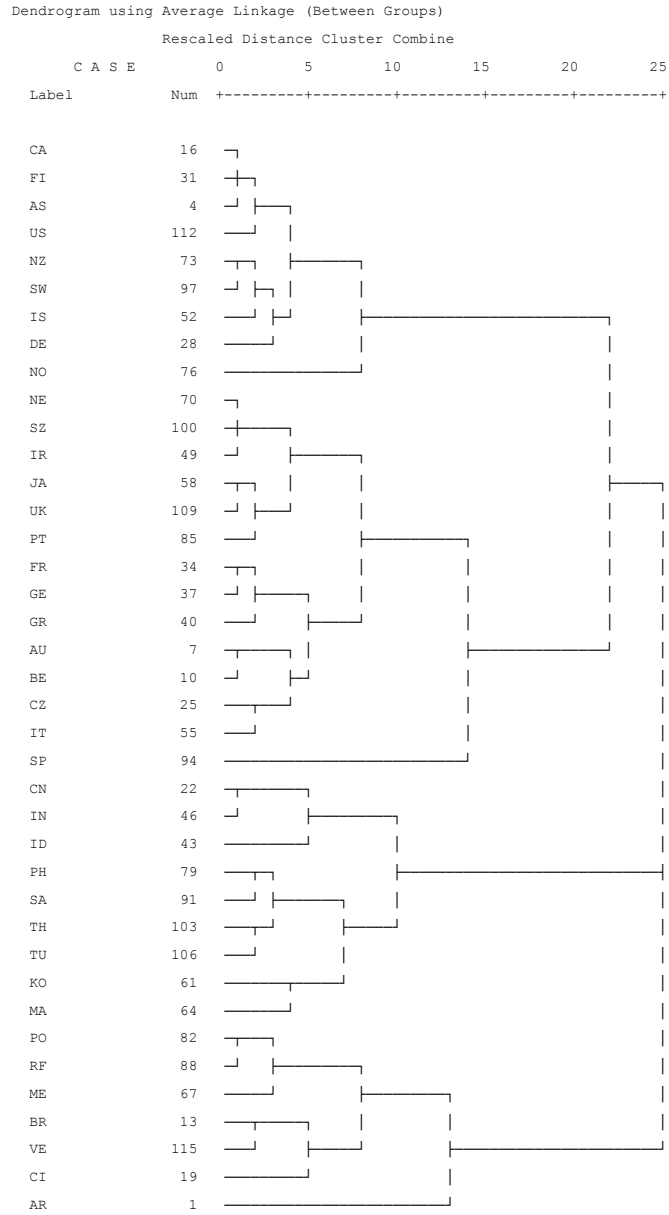 Dendrogram using Average Linkage (Between Groups)
Rescaled Distance Cluster Combine
C A S E 0 5 10 15 20 25
Label Num +---------+---------+---------+---------+---------+
CA 16
FI 31
AS 4
US 112
NZ 73
SW 97
IS 52
DE 28
NO 76
NE 70
SZ 100
IR 49
JA 58
UK 109
PT 85
FR 34
GE 37
GR 40
AU 7
BE 10
CZ 25
IT 55
SP 94
CN 22
IN 46
ID 43
PH 79
SA 91
TH 103
TU 106
KO 61
MA 64
PO 82
RF 88
ME 67
BR 13
VE 115
CI 19
AR 1